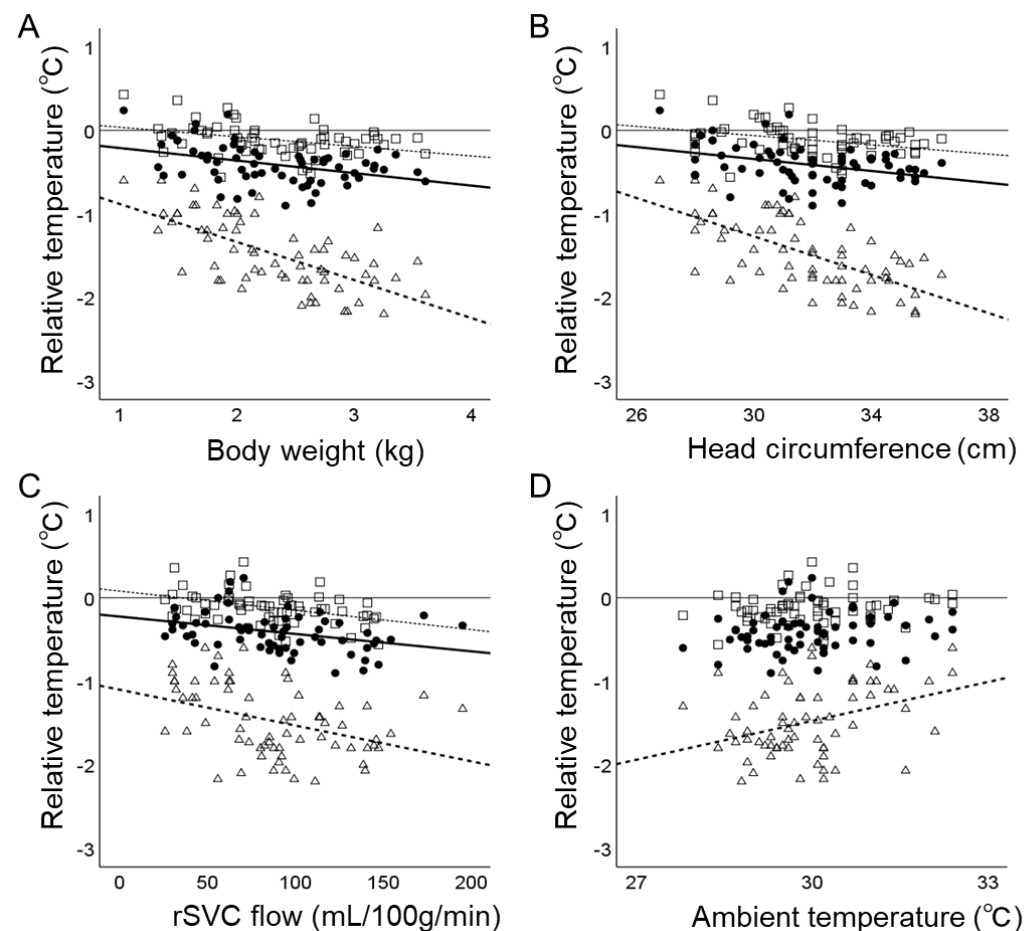 A
Relative temperature (℃)
1
0
-1
-2
-3
1 2 3 4
Body weight (kg)
B
Relative temperature (℃)
1
0
-1
-2
-3
26 30 34 38
Head circumference (cm)
C
Relative temperature (℃)
1
0
-1
-2
-3
0 50 100 150 200
rSVC flow (mL/100g/min)
D
Relative temperature (℃)
1
0
-1
-2
-3
27 30 33
Ambient temperature (℃)